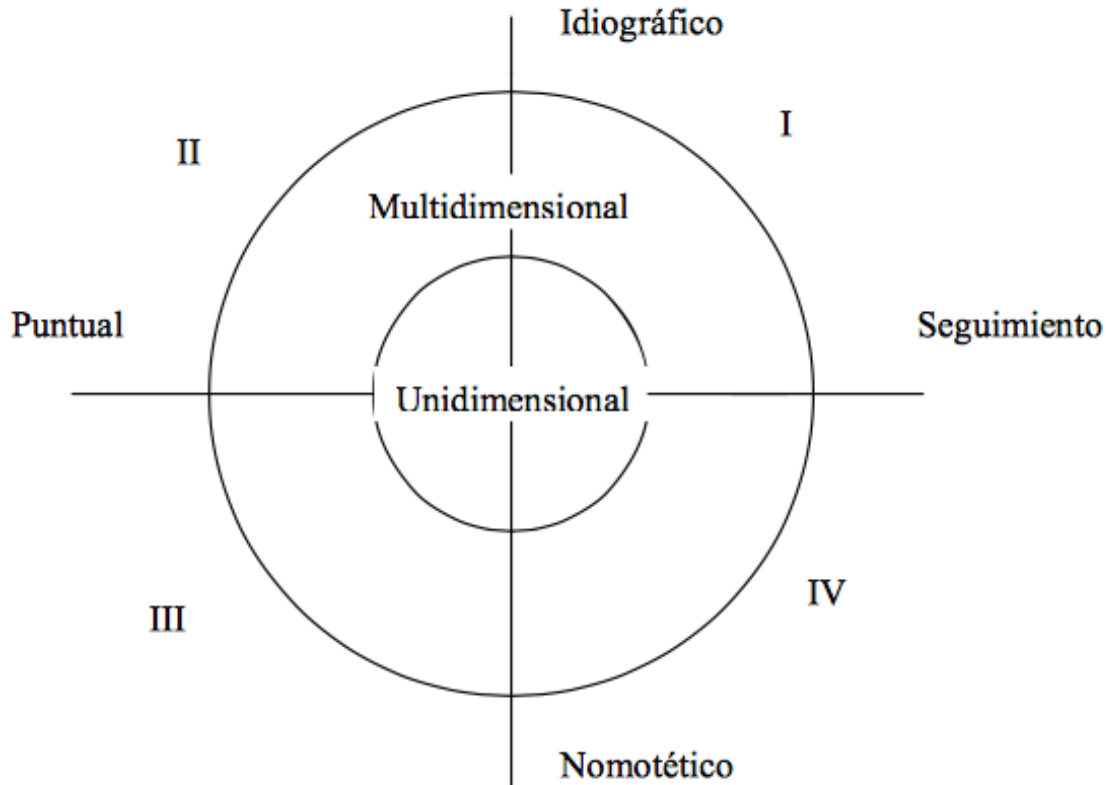 Idiográfico
I
II
Multidimensional
Puntual
Seguimiento
Unidimensional
IV
III
Nomotético